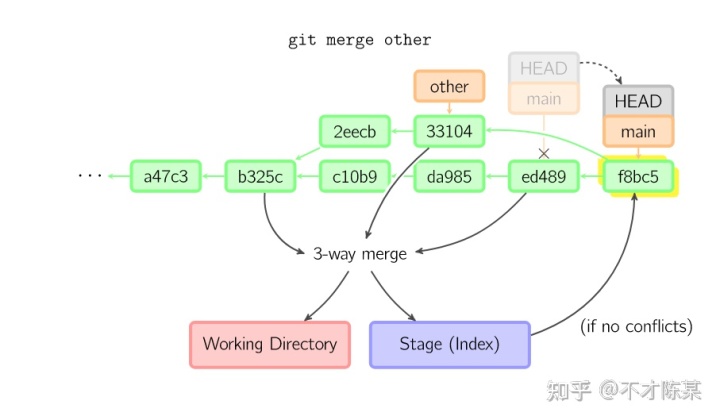 git merge other
HEAD
main
other
HEAD
main
2eecb
33104
...
a47c3
b325c
c10b9
da985
ed489
f8bc5
3-way merge
Working Directory
Stage (Index)
(if no conflicts)
知乎 @不才陈某